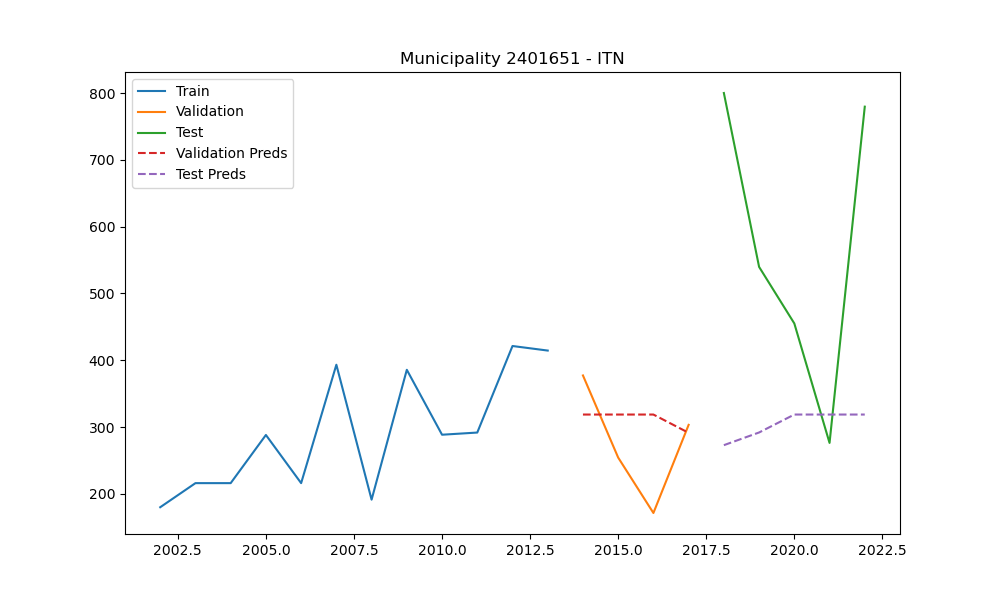 Municipality 2401651 - ITN
Train
Validation
Test
Validation Preds
Test Preds
800
700
600
500
400
300
200
2002.5 2005.0 2007.5 2010.0 2012.5 2015.0 2017.5 2020.0 2022.5